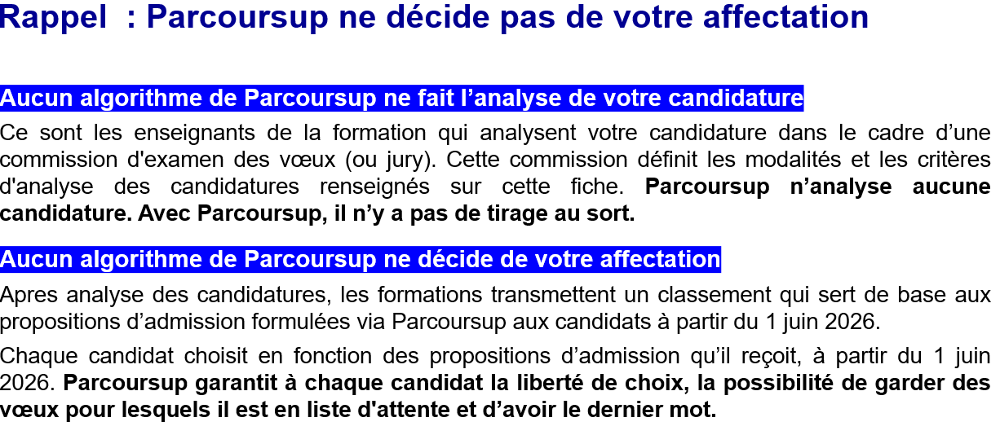 Rappel : Parcoursup ne décide pas de votre affectation
Aucun algorithme de Parcoursup ne fait l’analyse de votre candidature
Ce sont les enseignants de la formation qui analysent votre candidature dans le cadre d’une
commission d'examen des vœux (ou jury). Cette commission définit les modalités et les critères
d'analyse des candidatures renseignés sur cette fiche. Parcoursup n’analyse aucune
candidature. Avec Parcoursup, il n’y a pas de tirage au sort.
Aucun algorithme de Parcoursup ne décide de votre affectation
Apres analyse des candidatures, les formations transmettent un classement qui sert de base aux
propositions d’admission formulées via Parcoursup aux candidats à partir du 1 juin 2026.
Chaque candidat choisit en fonction des propositions d’admission qu’il reçoit, à partir du 1 juin
2026. Parcoursup garantit à chaque candidat la liberté de choix, la possibilité de garder des
vœux pour lesquels il est en liste d'attente et d’avoir le dernier mot.